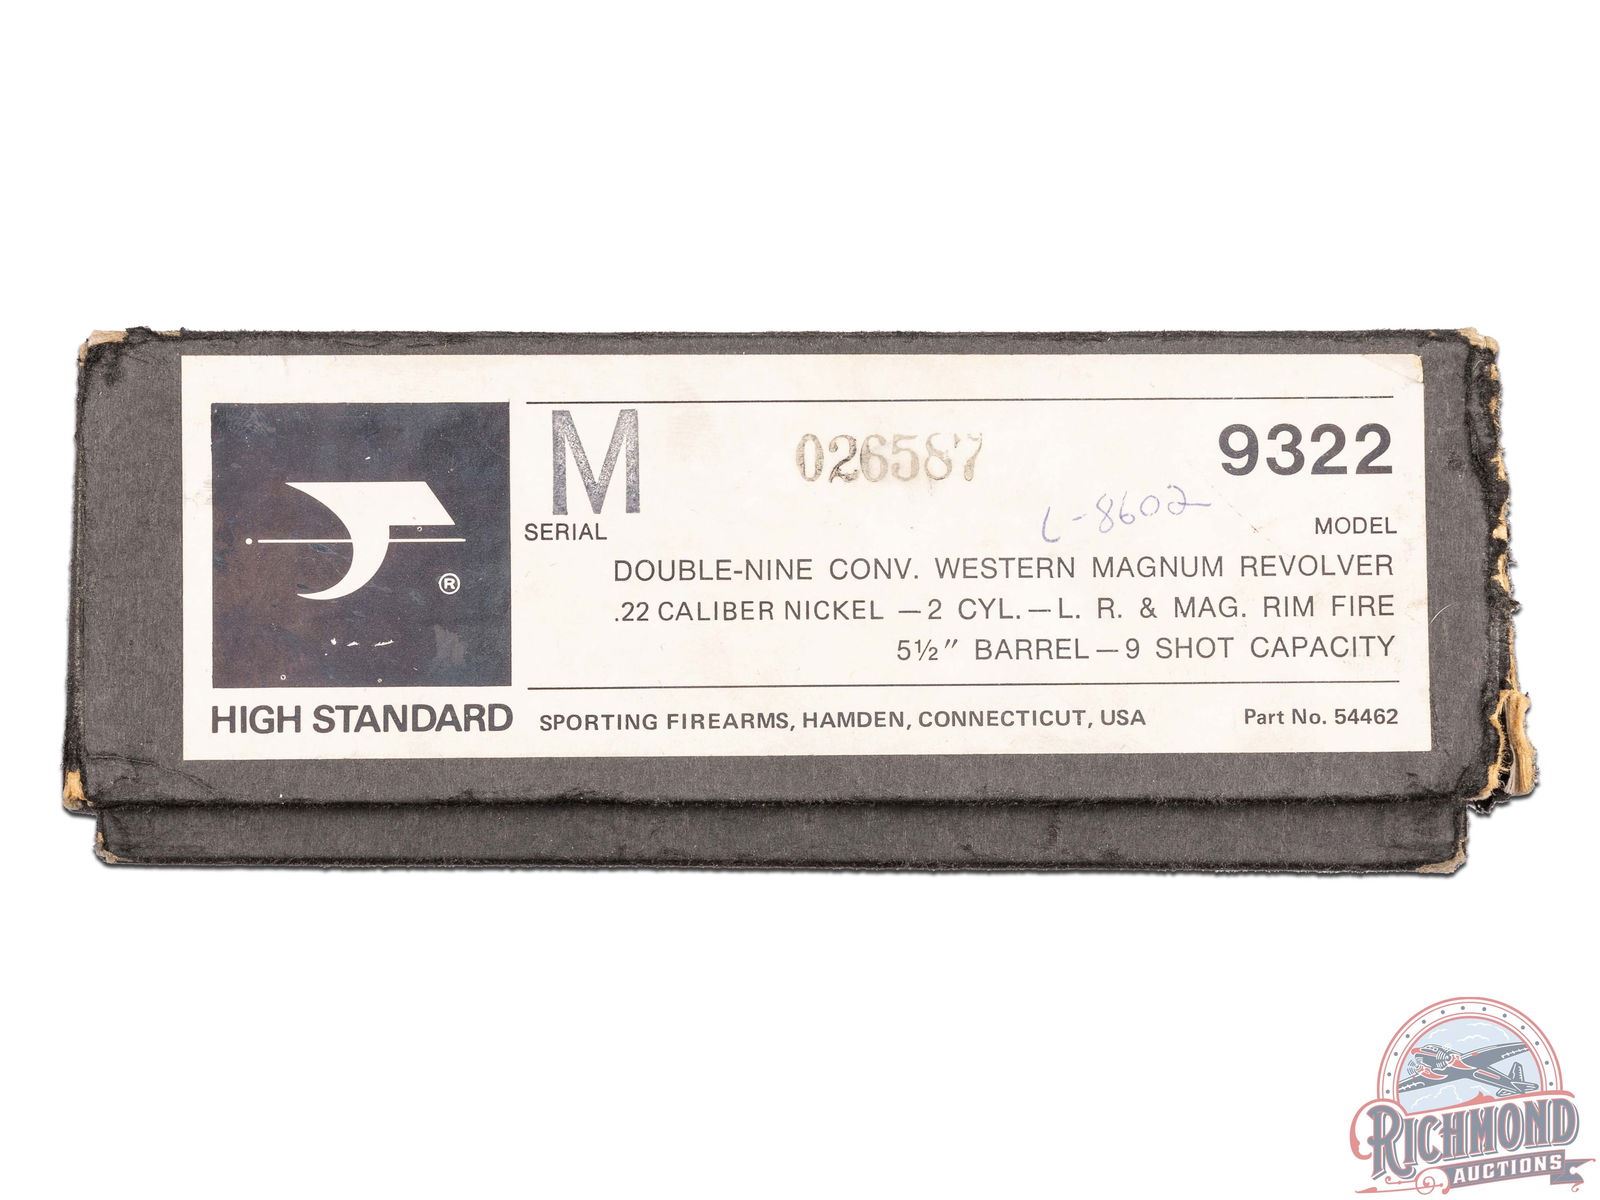 M 026587 9322
L-8602
SERIAL MODEL
DOUBLE-NINE CONV. WESTERN MAGNUM REVOLVER
.22 CALIBER NICKEL — 2 CYL. — L. R. & MAG. RIM FIRE
5½" BARREL — 9 SHOT CAPACITY
®
HIGH STANDARD SPORTING FIREARMS, HAMDEN, CONNECTICUT, USA Part No. 54462
RICHMOND
AUCTIONS